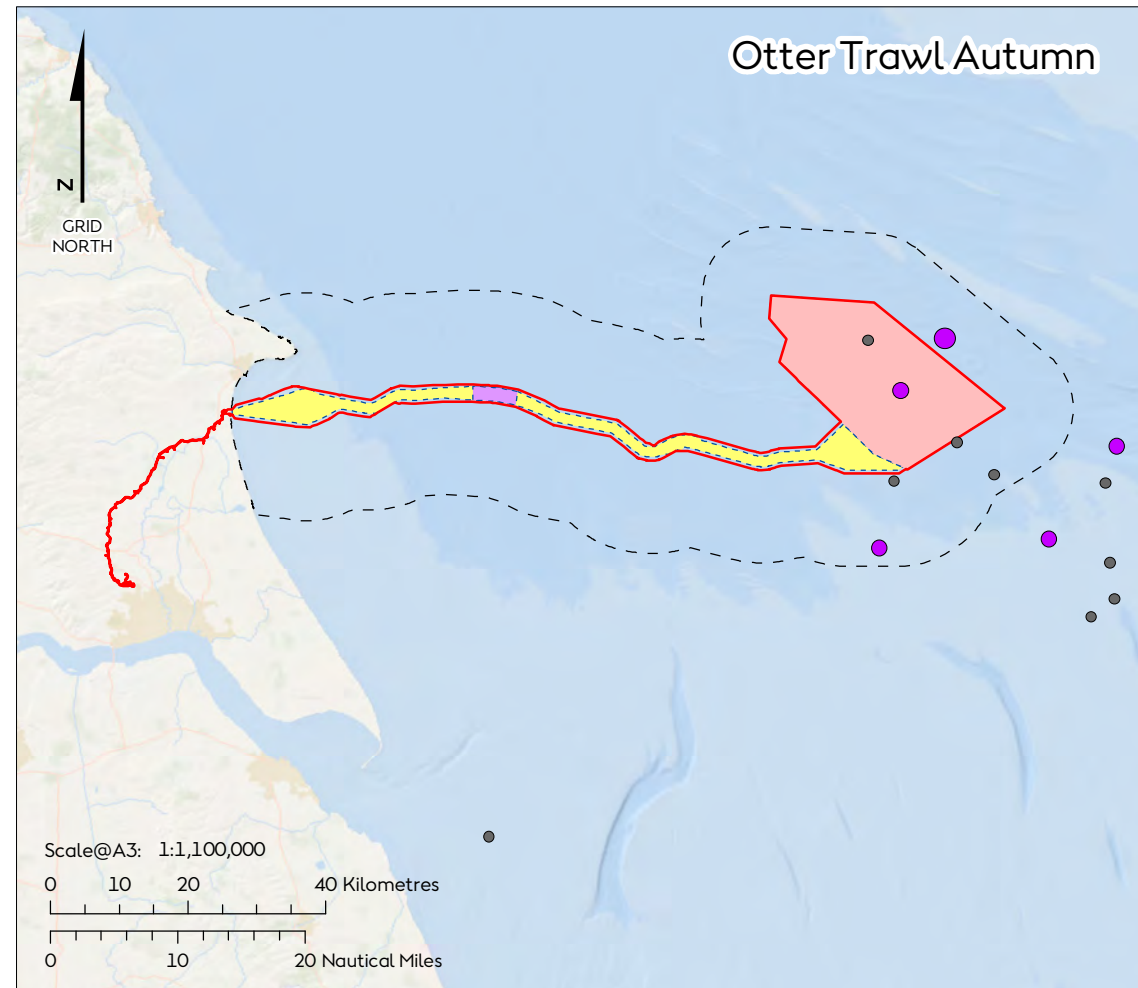 Otter Trawl Autumn
N
GRID
NORTH
Scale@A3: 1:1,100,000
0 10 20 40 Kilometres
0 10 20 Nautical Miles